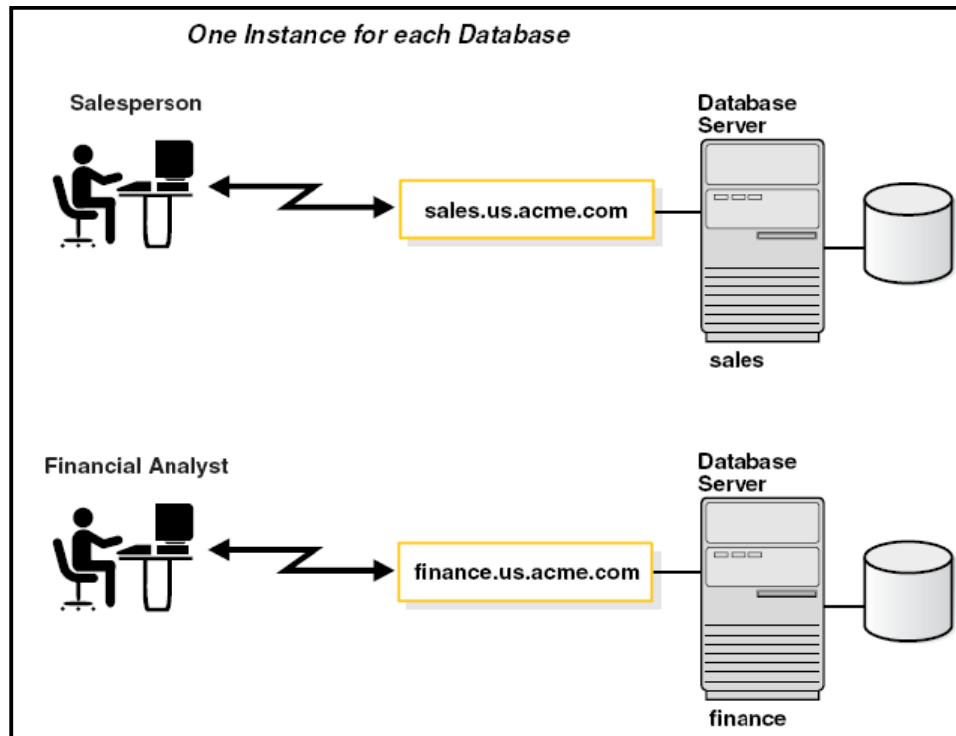 One Instance for each Database
Salesperson
Database
Server
sales.us.acme.com
sales
Financial Analyst
Database
Server
finance.us.acme.com
finance